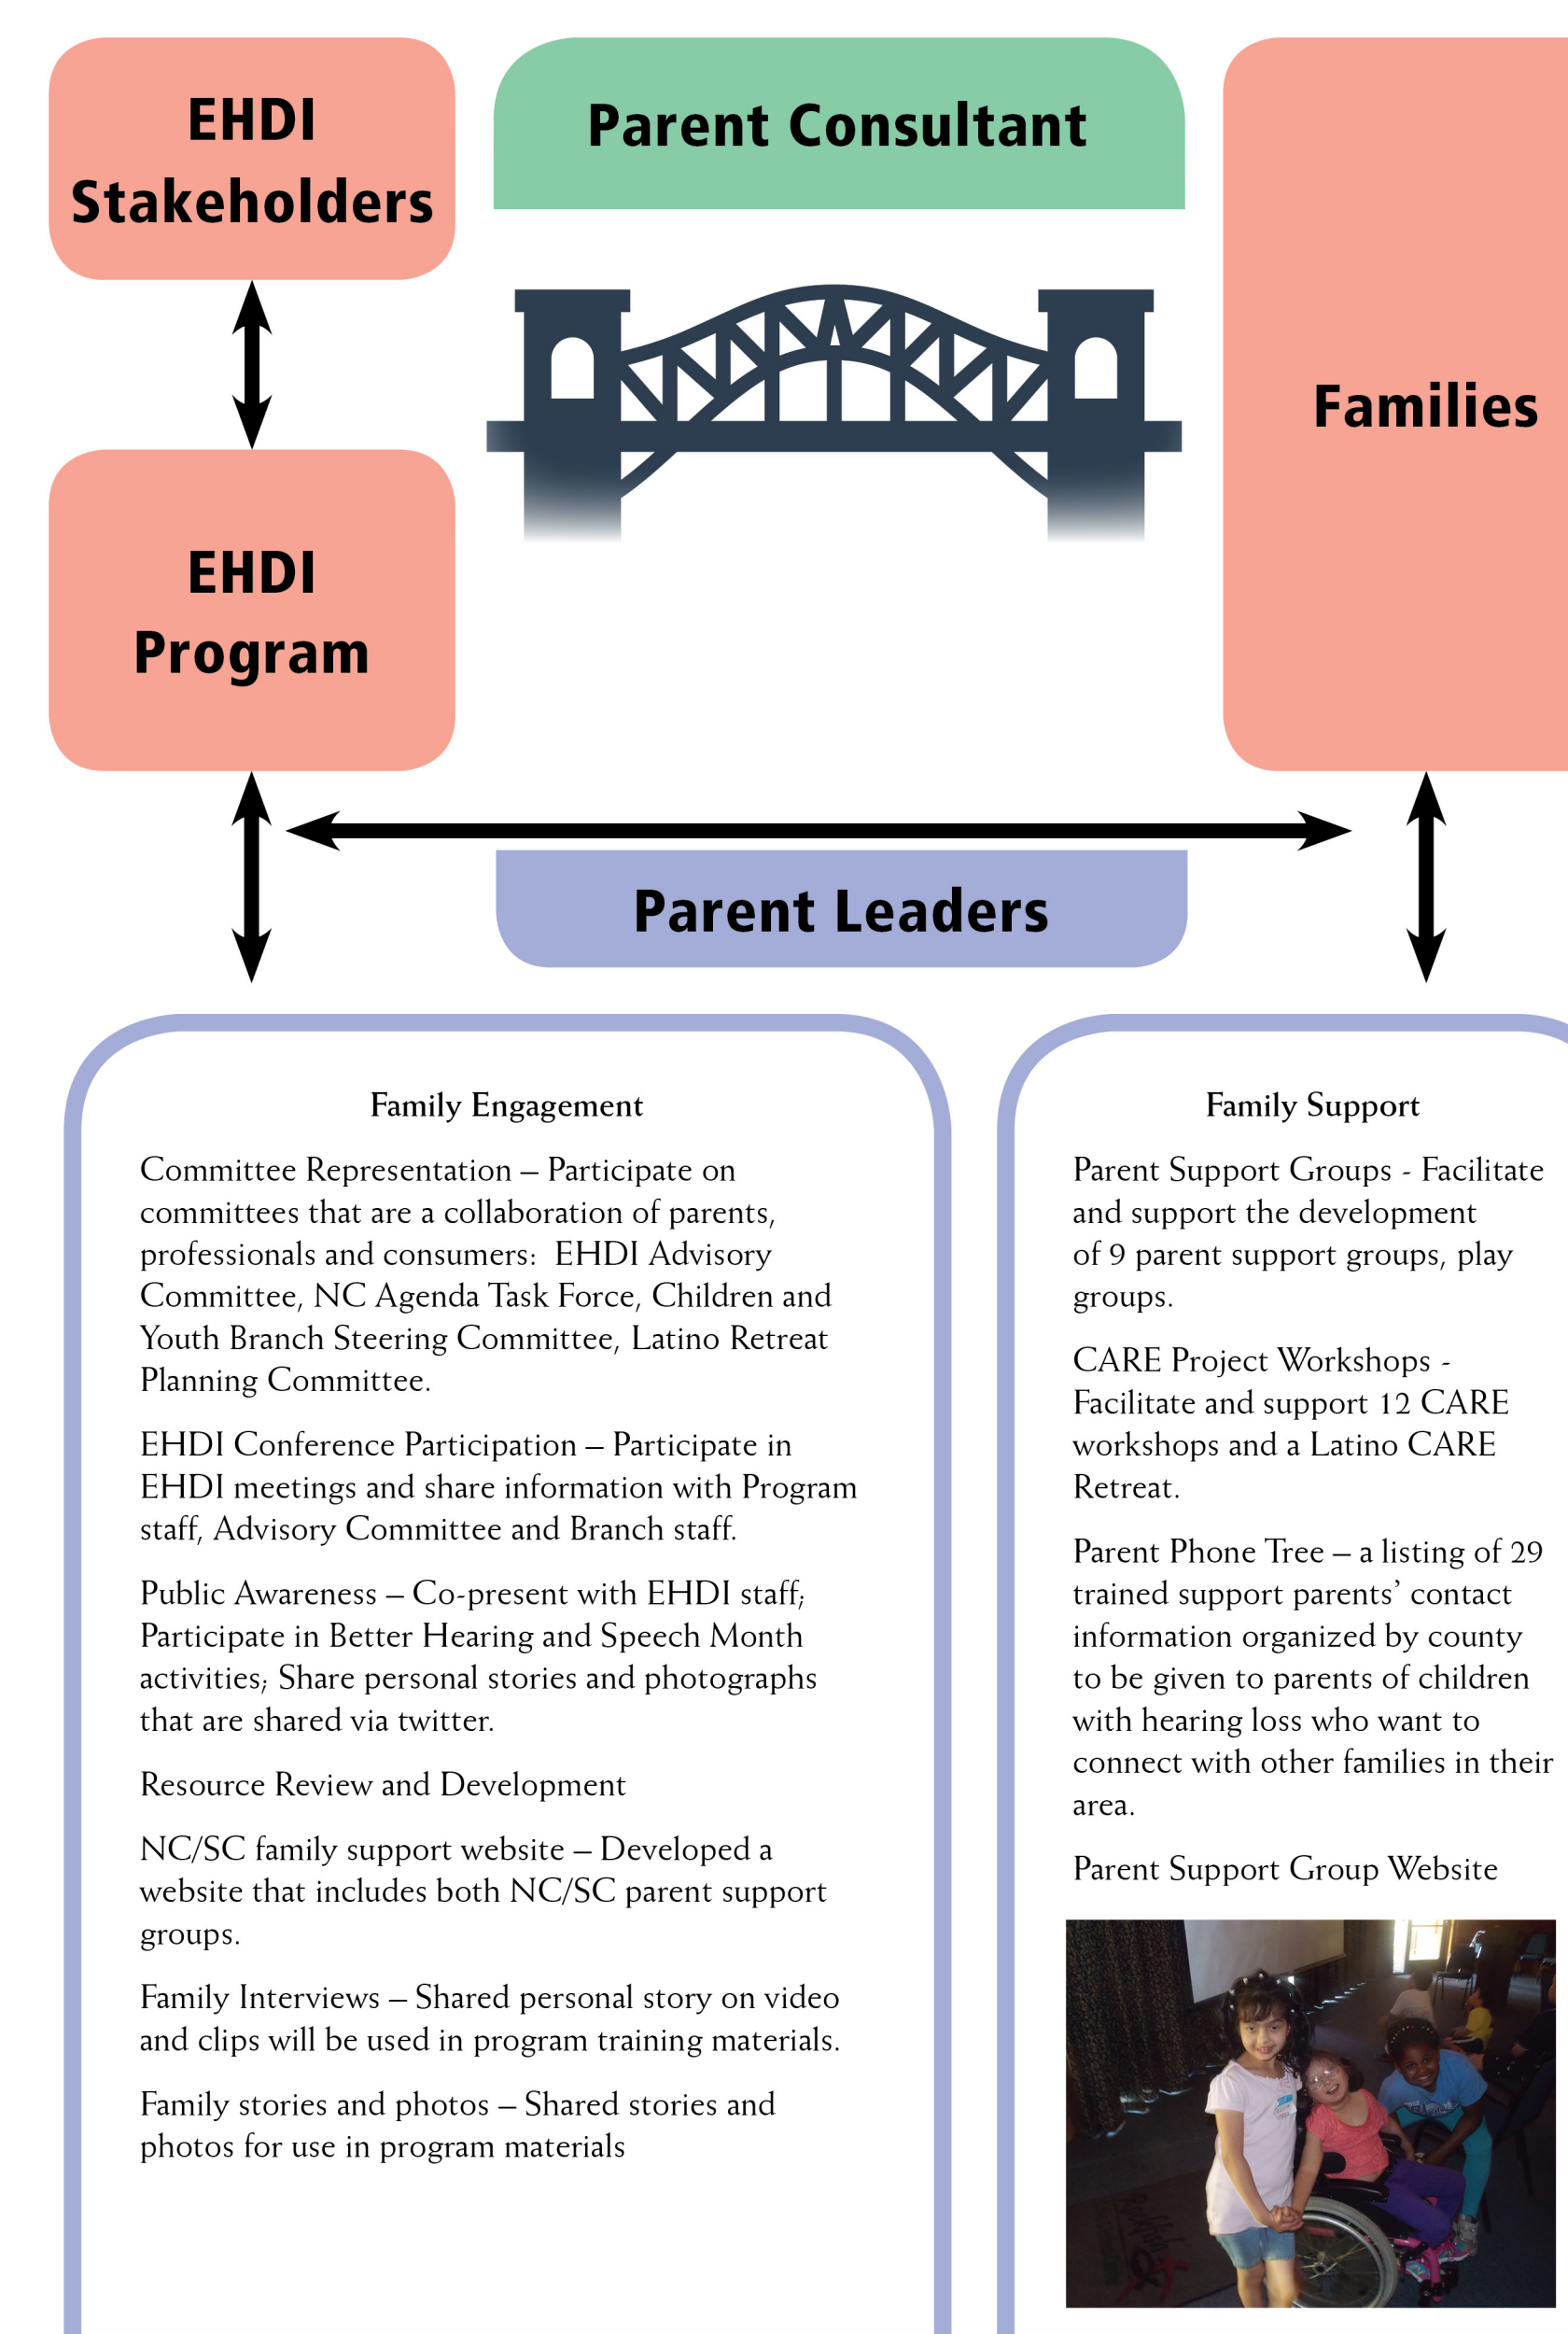 EHDI
Stakeholders
Parent Consultant
Families
EHDI
Program
Parent Leaders
Family Engagement
Committee Representation – Participate on
committees that are a collaboration of parents,
professionals and consumers:  EHDI Advisory
Committee, NC Agenda Task Force, Children and
Youth Branch Steering Committee, Latino Retreat
Planning Committee.
EHDI Conference Participation – Participate in
EHDI meetings and share information with Program
staff, Advisory Committee and Branch staff.
Public Awareness – Co-present with EHDI staff;
Participate in Better Hearing and Speech Month
activities; Share personal stories and photographs
that are shared via twitter.
Resource Review and Development
NC/SC family support website – Developed a
website that includes both NC/SC parent support
groups.
Family Interviews – Shared personal story on video
and clips will be used in program training materials.
Family stories and photos – Shared stories and
photos for use in program materials
Family Support
Parent Support Groups - Facilitate
and support the development
of 9 parent support groups, play
groups.
CARE Project Workshops -
Facilitate and support 12 CARE
workshops and a Latino CARE
Retreat.
Parent Phone Tree – a listing of 29
trained support parents’ contact
information organized by county
to be given to parents of children
with hearing loss who want to
connect with other families in their
area.
Parent Support Group Website